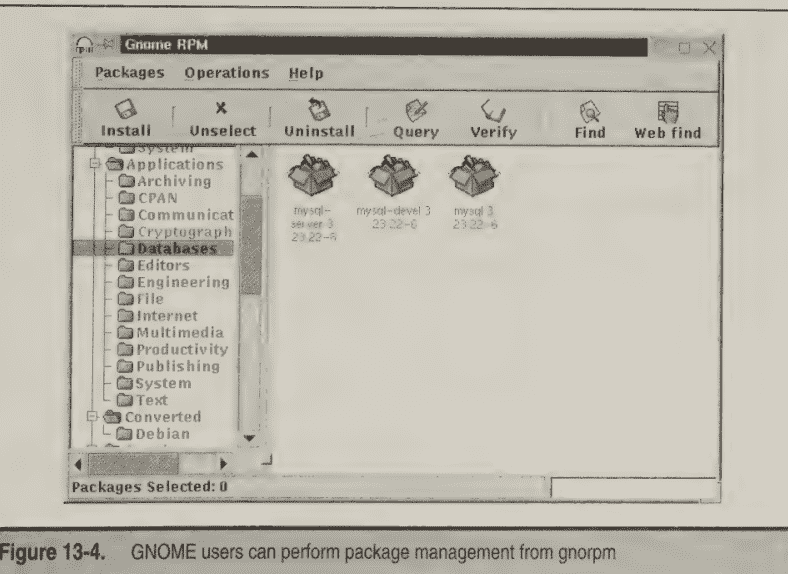 rpm
Gnome RPM
Packages Operations Help
Install Unselect Uninstall Query Verify Find Web find
System
Applications
Archiving
CPAN
Communicat
Cryptograph
Databases
Editors
Engineering
File
Internet
Multimedia
Productivity
Publishing
System
Text
Converted
Debian
mysql-
server 3
23.22-6
mysql-devel 3
23.22-6
mysql 3
23.22-6
Packages Selected: 0
Figure 13-4. GNOME users can perform package management from gnorpm